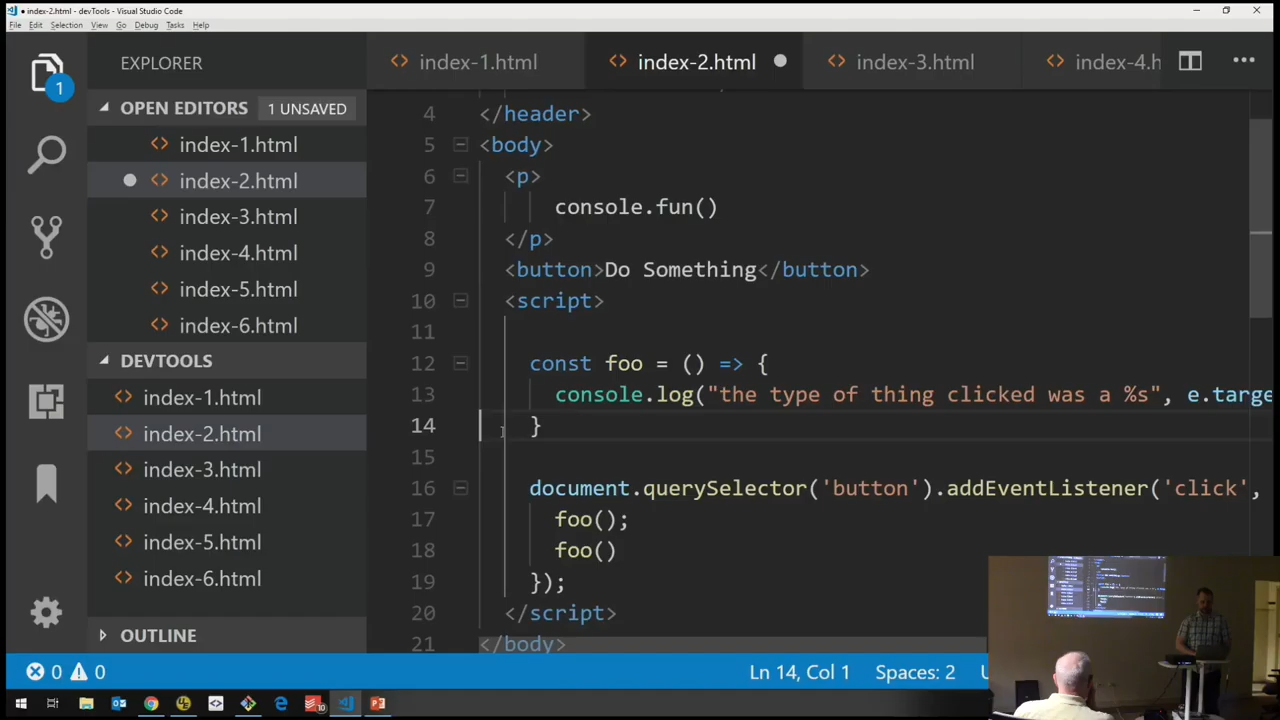 • index-2.html - devTools - Visual Studio Code
File Edit Selection View Go Debug Tasks Help
EXPLORER
index-1.html index-2.html index-3.html index-4.h
OPEN EDITORS 1 UNSAVED
index-1.html
index-2.html
index-3.html
index-4.html
index-5.html
index-6.html
DEVTOOLS
index-1.html
index-2.html
index-3.html
index-4.html
index-5.html
index-6.html
OUTLINE
1
4 </header>
5 <body>
6 <p>
7 console.fun()
8 </p>
9 <button>Do Something</button>
10 <script>
11
12 const foo = () => {
13 console.log("the type of thing clicked was a %s", e.targe
14 }
15
16 document.querySelector('button').addEventListener('click',
17 foo();
18 foo()
19 });
20 </script>
21 </body>
0 0 Ln 14, Col 1 Spaces: 2
10